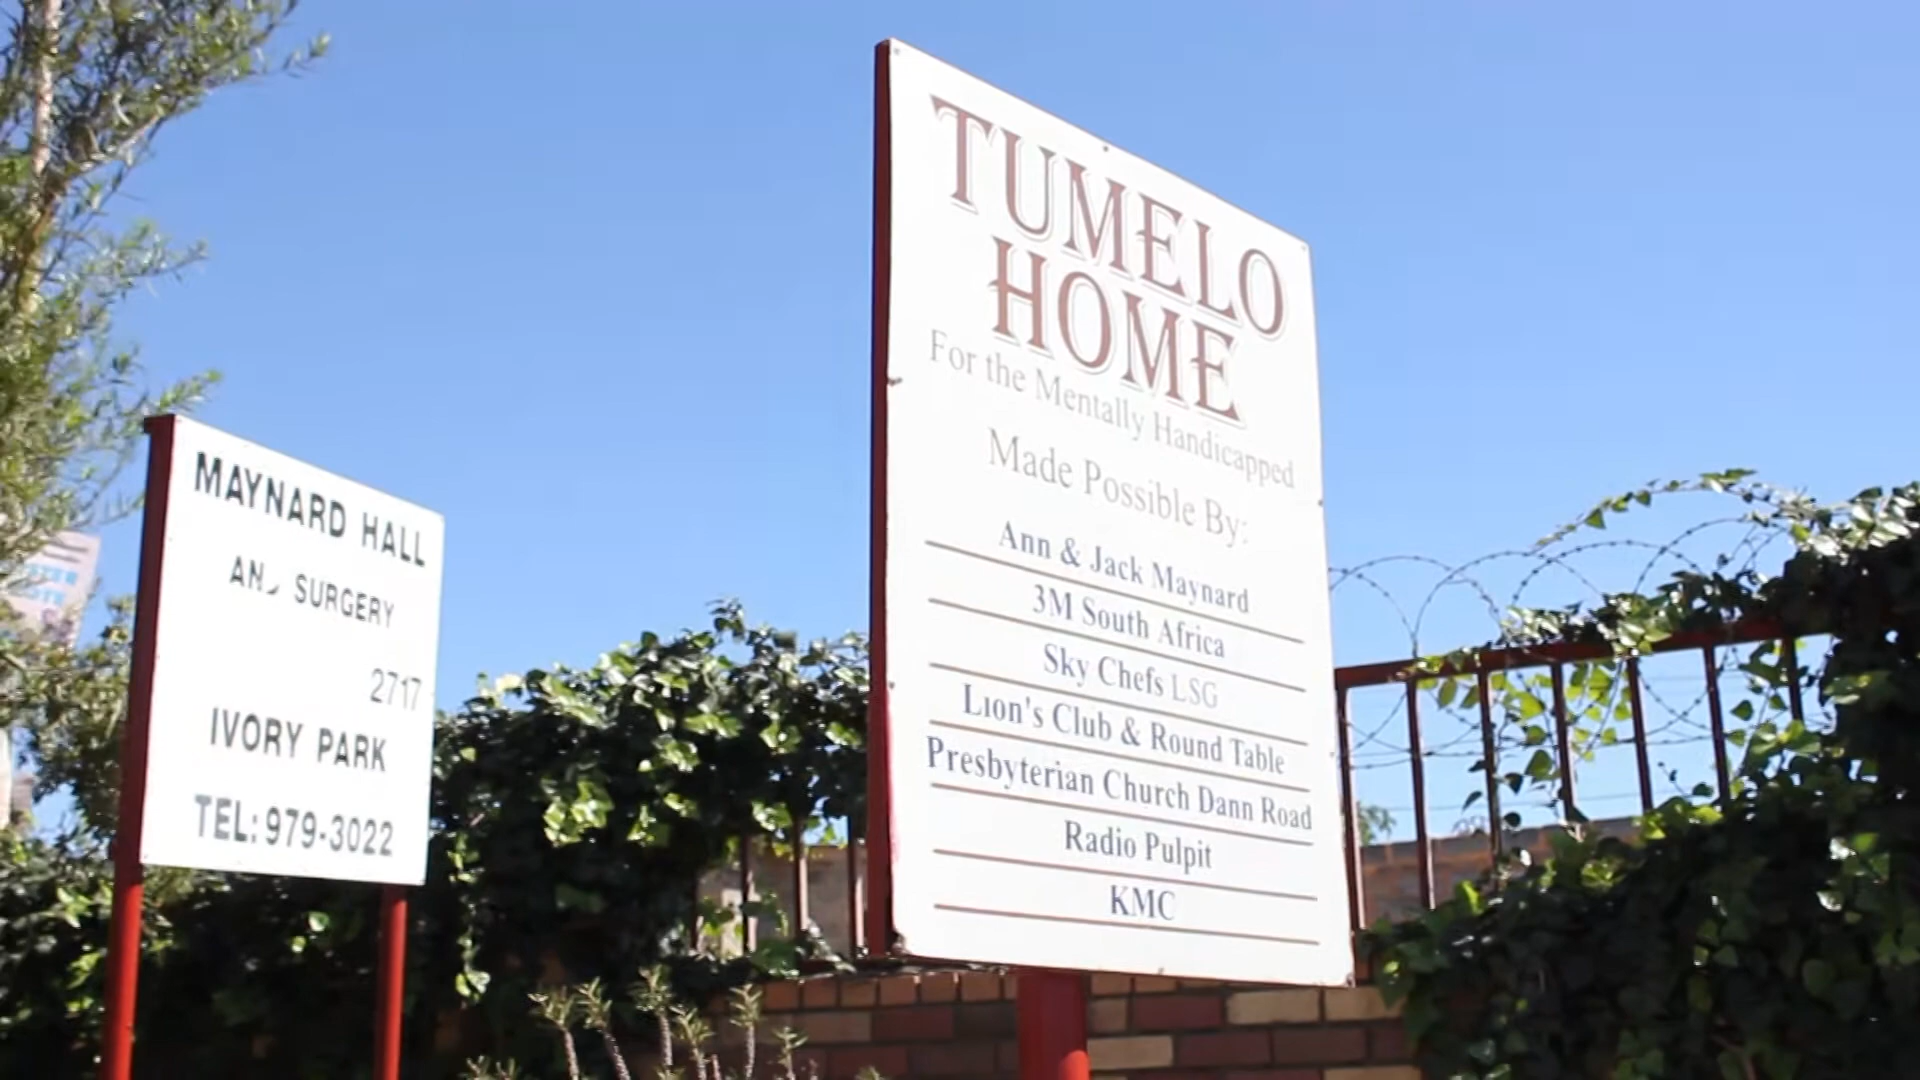 MAYNARD HALL
SURGERY
2717
IVORY PARK
TEL: 979-3022
TUMELO
HOME
For the Mentally Handicapped
Made Possible By:
Ann & Jack Maynard
3M South Africa
Sky Chefs LSG
Lion's Club & Round Table
Presbyterian Church Dann Road
Radio Pulpit
KMC